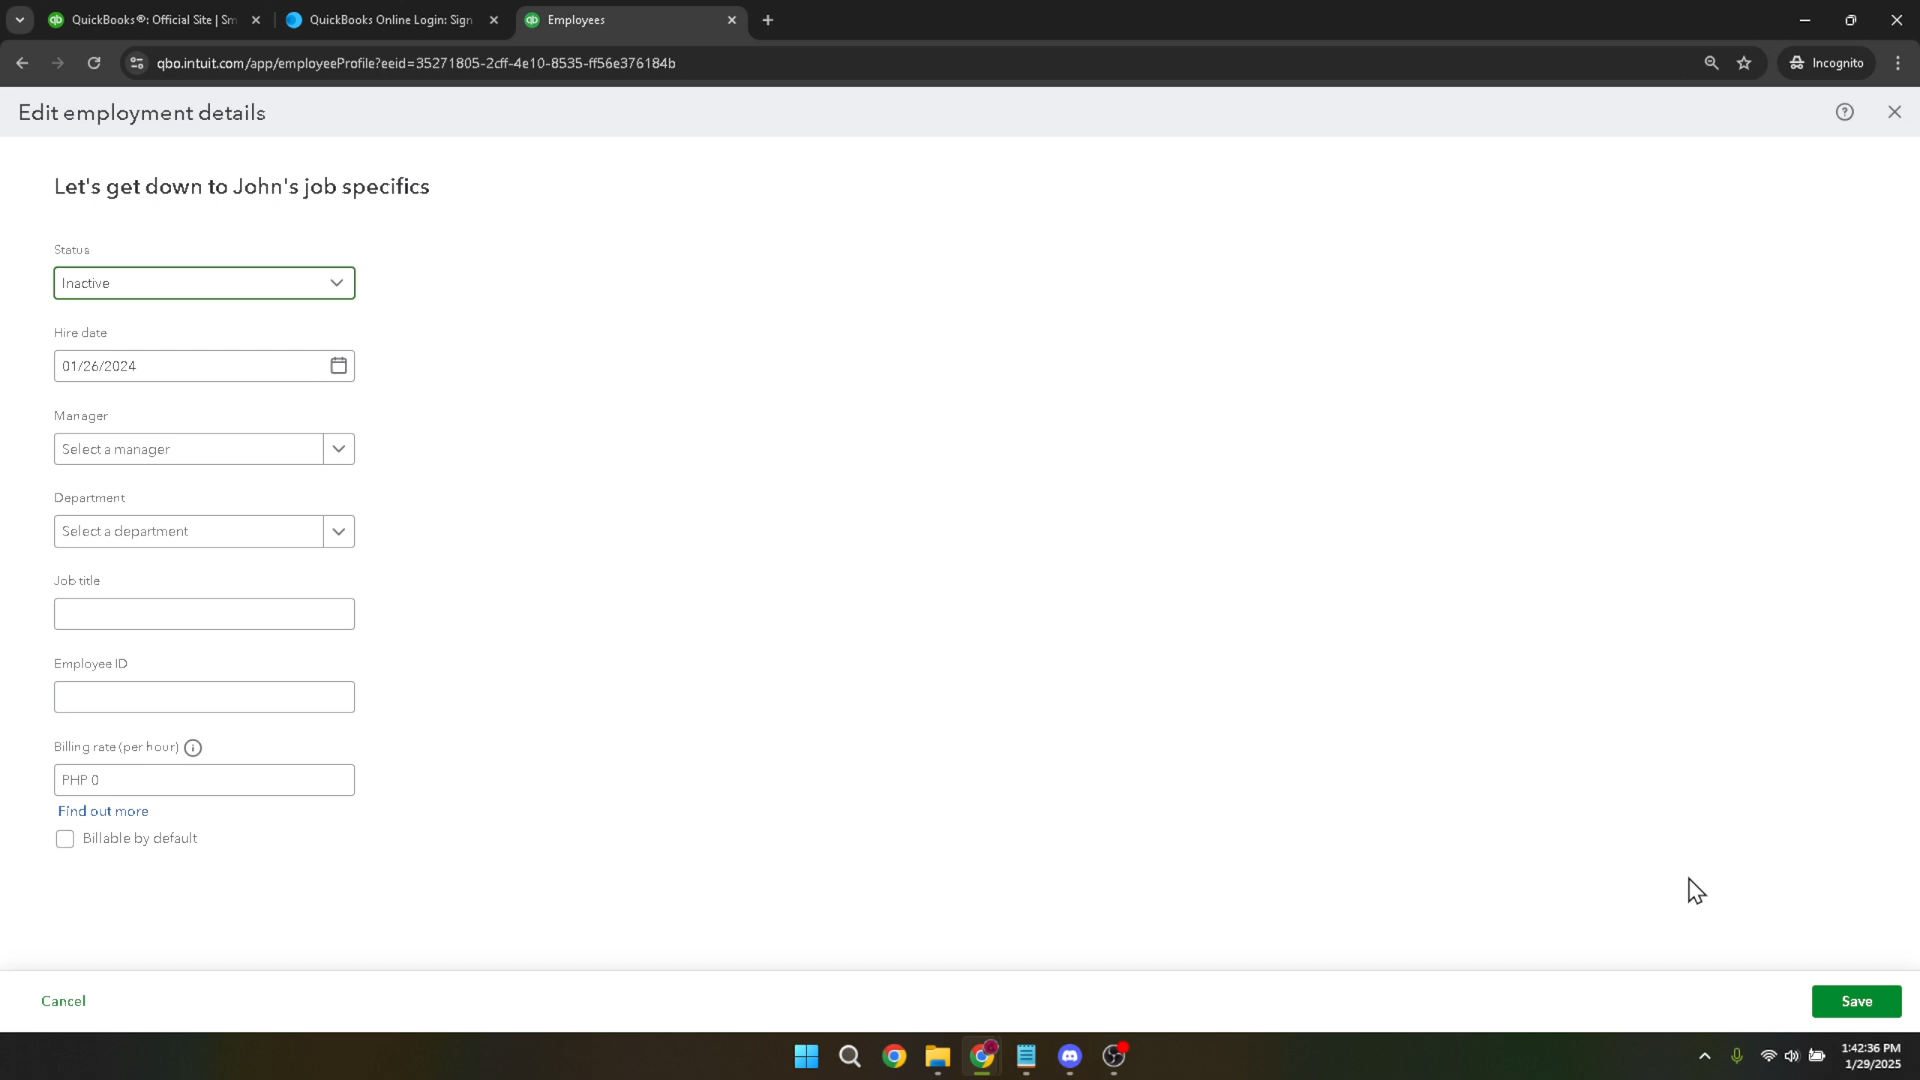 QuickBooks®: Official Site | Sm
QuickBooks Online Login: Sign
Employees
qbo.intuit.com/app/employeeProfile?eeid=35271805-2cff-4e10-8535-ff56e376184b
Incognito
Edit employment details
Let's get down to John's job specifics
Status
Inactive
Hire date
01/26/2024
Manager
Select a manager
Department
Select a department
Job title
Employee ID
Billing rate (per hour)
PHP 0
Find out more
Billable by default
Cancel
Save
1:42:36 PM
1/29/2025